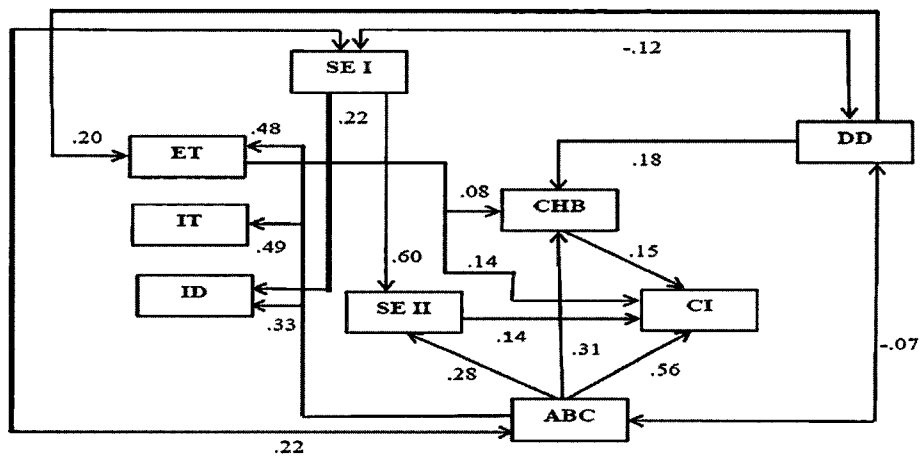 -.12
SE I
.22
.20
.48
ET
DD
.18
.08
CHB
IT
.49
.60
.14
.15
ID
SE II
CI
.33
.14
.31
-.07
.28
.56
ABC
.22